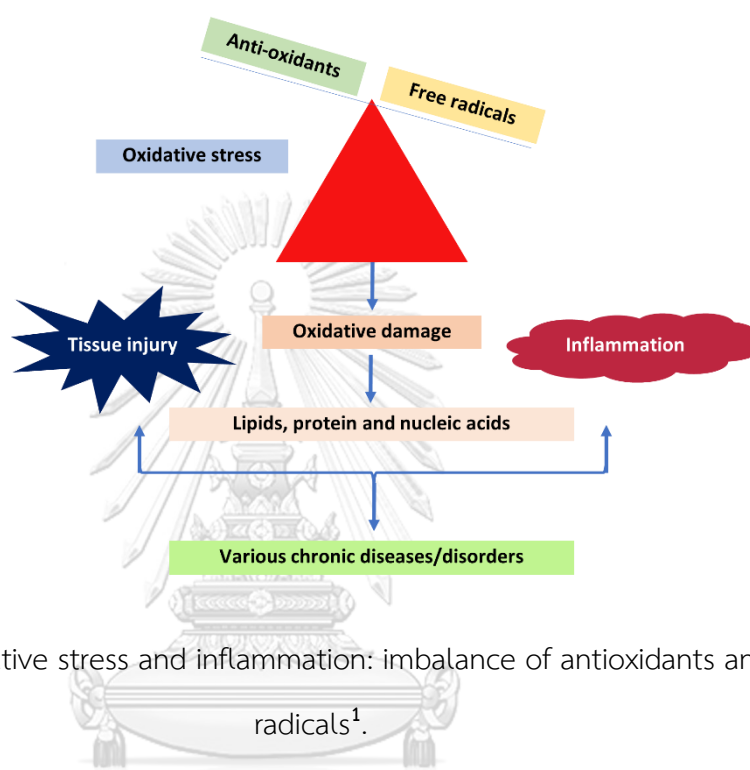 Anti-oxidants
Free radicals
Oxidative stress
Tissue injury
Oxidative damage
Inflammation
Lipids, protein and nucleic acids
Various chronic diseases/disorders
tive stress and inflammation: imbalance of antioxidants an
radicals¹.